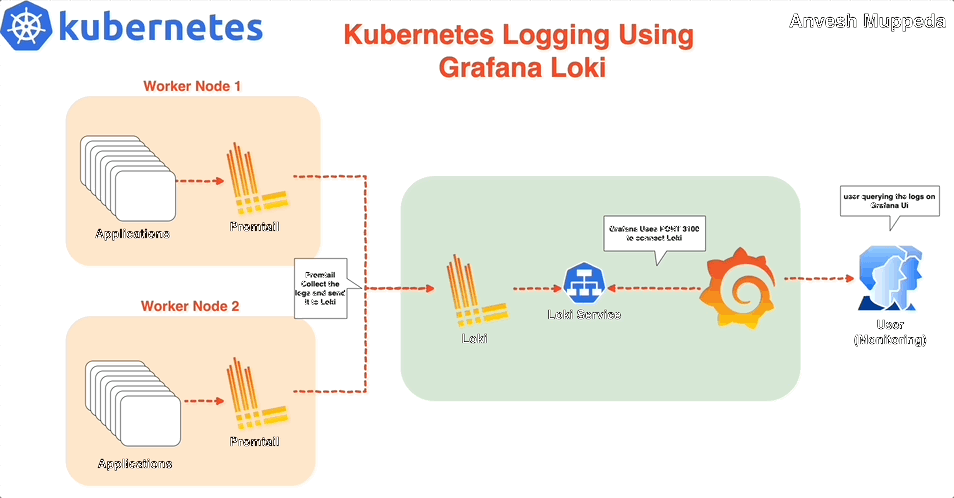 kubernetes
Kubernetes Logging Using
Grafana Loki
Anvesh Muppeda
Worker Node 1
Applications
Promtail
Promtail
Collect the
logs and send
it to Loki
Worker Node 2
Applications
Promtail
Loki
Loki Service
Grafana Uses PORT 3100
to connect Loki
user querying the logs on
Grafana UI
User
(Monitoring)